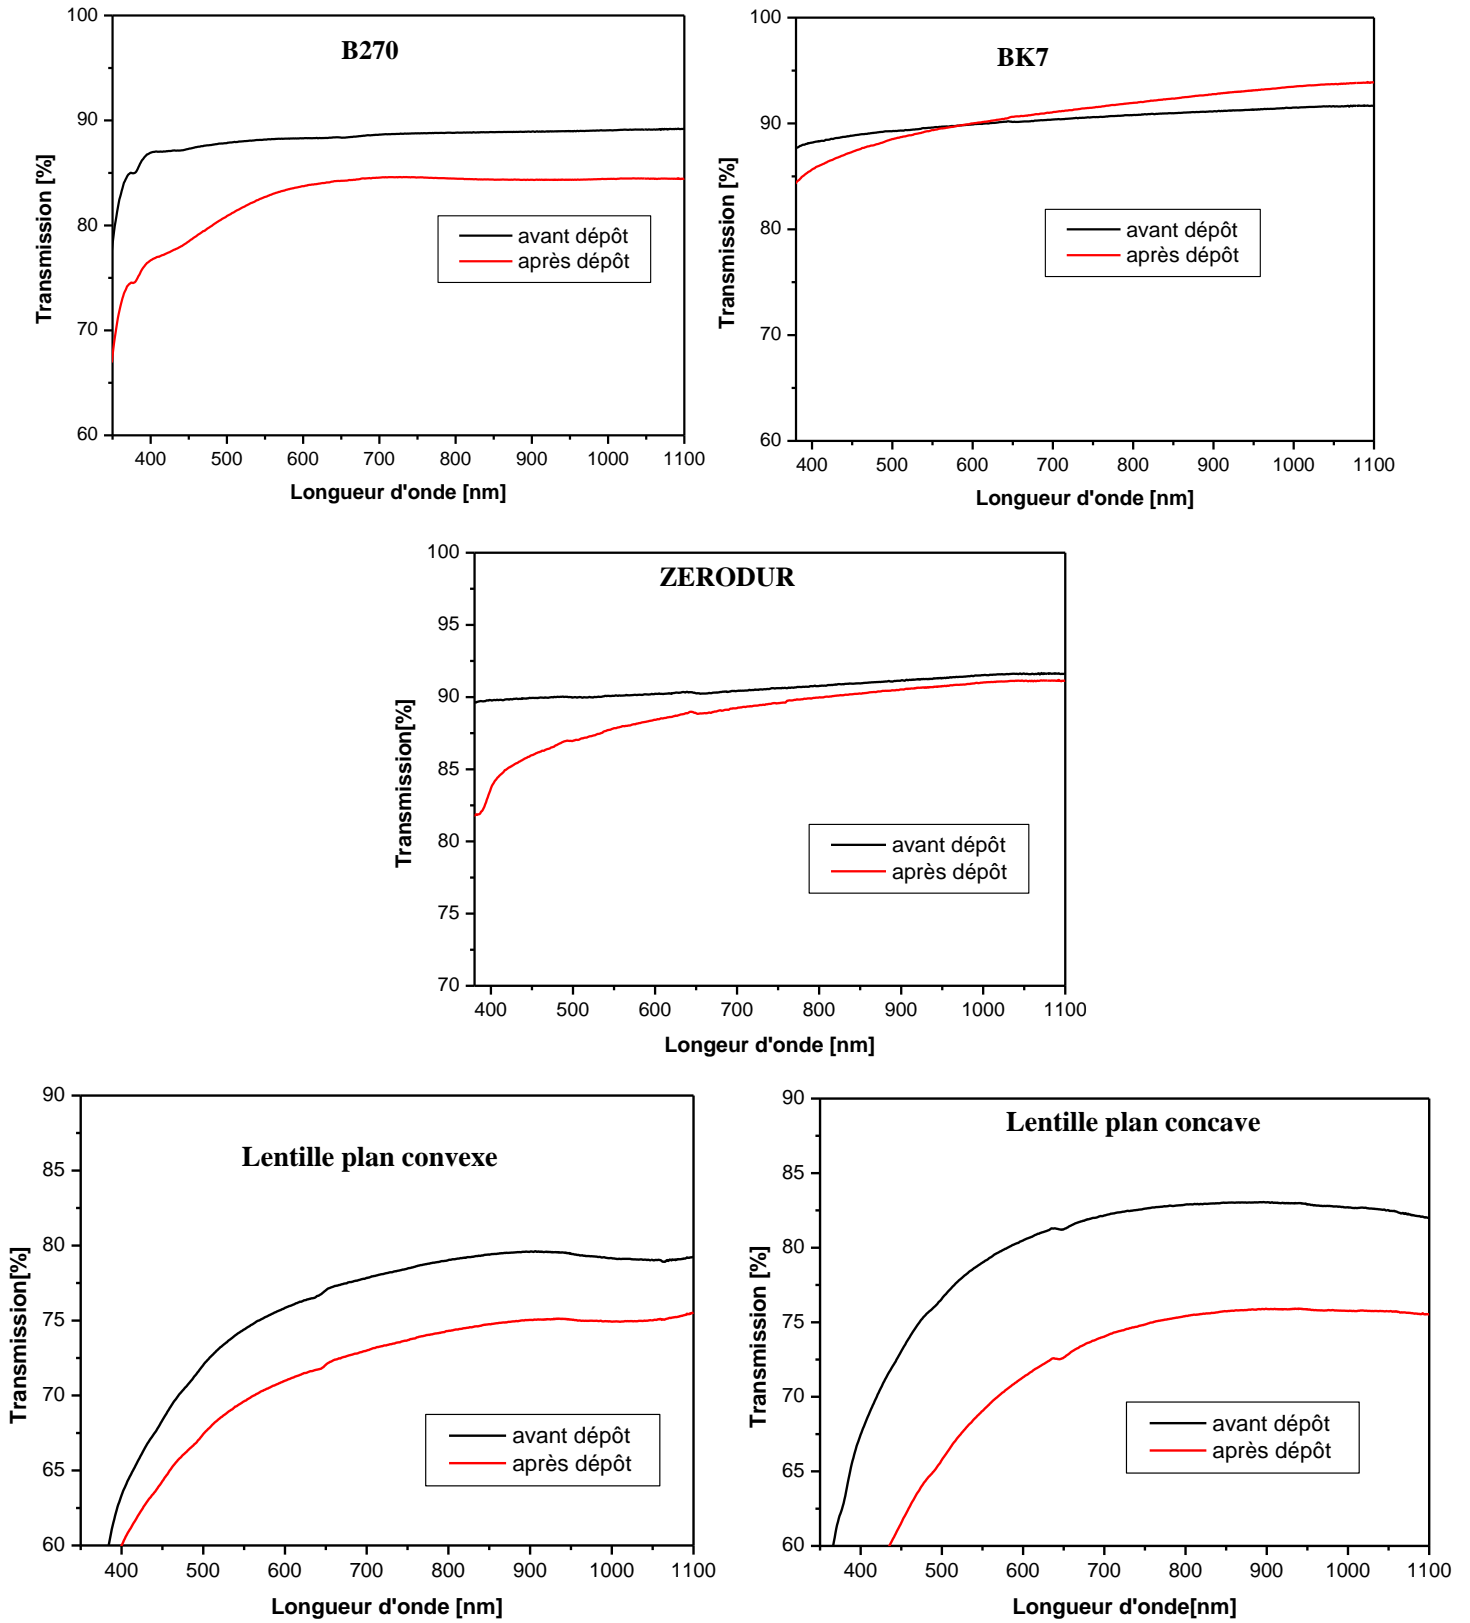 B270
Transmission [%]
100
90
80
70
60
avant dépôt
après dépôt
400 500 600 700 800 900 1000 1100
Longueur d'onde [nm]
BK7
Transmission [%]
100
90
80
70
60
avant dépôt
après dépôt
400 500 600 700 800 900 1000 1100
Longueur d'onde [nm]
ZERODUR
Transmission[%]
100
95
90
85
80
75
70
avant dépôt
après dépôt
400 500 600 700 800 900 1000 1100
Longeur d'onde [nm]
Lentille plan convexe
Transmission[%]
90
85
80
75
70
65
60
avant dépôt
après dépôt
400 500 600 700 800 900 1000 1100
Longueur d'onde [nm]
Lentille plan concave
Transmission [%]
90
85
80
75
70
65
60
avant dépôt
après dépôt
400 500 600 700 800 900 1000 1100
Longueur d'onde[nm]